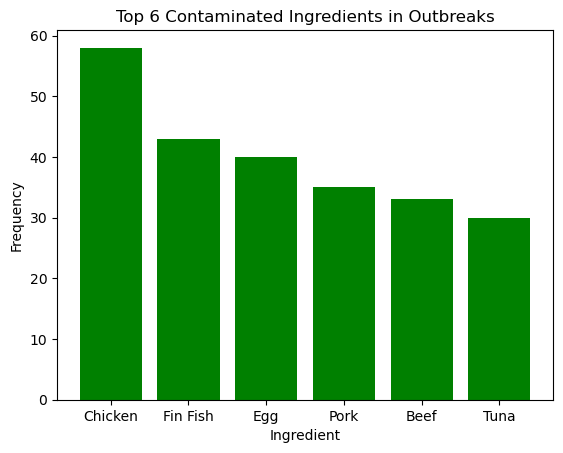 Top 6 Contaminated Ingredients in Outbreaks
Frequency
60
50
40
30
20
10
0
Chicken Fin Fish Egg Pork Beef Tuna
Ingredient